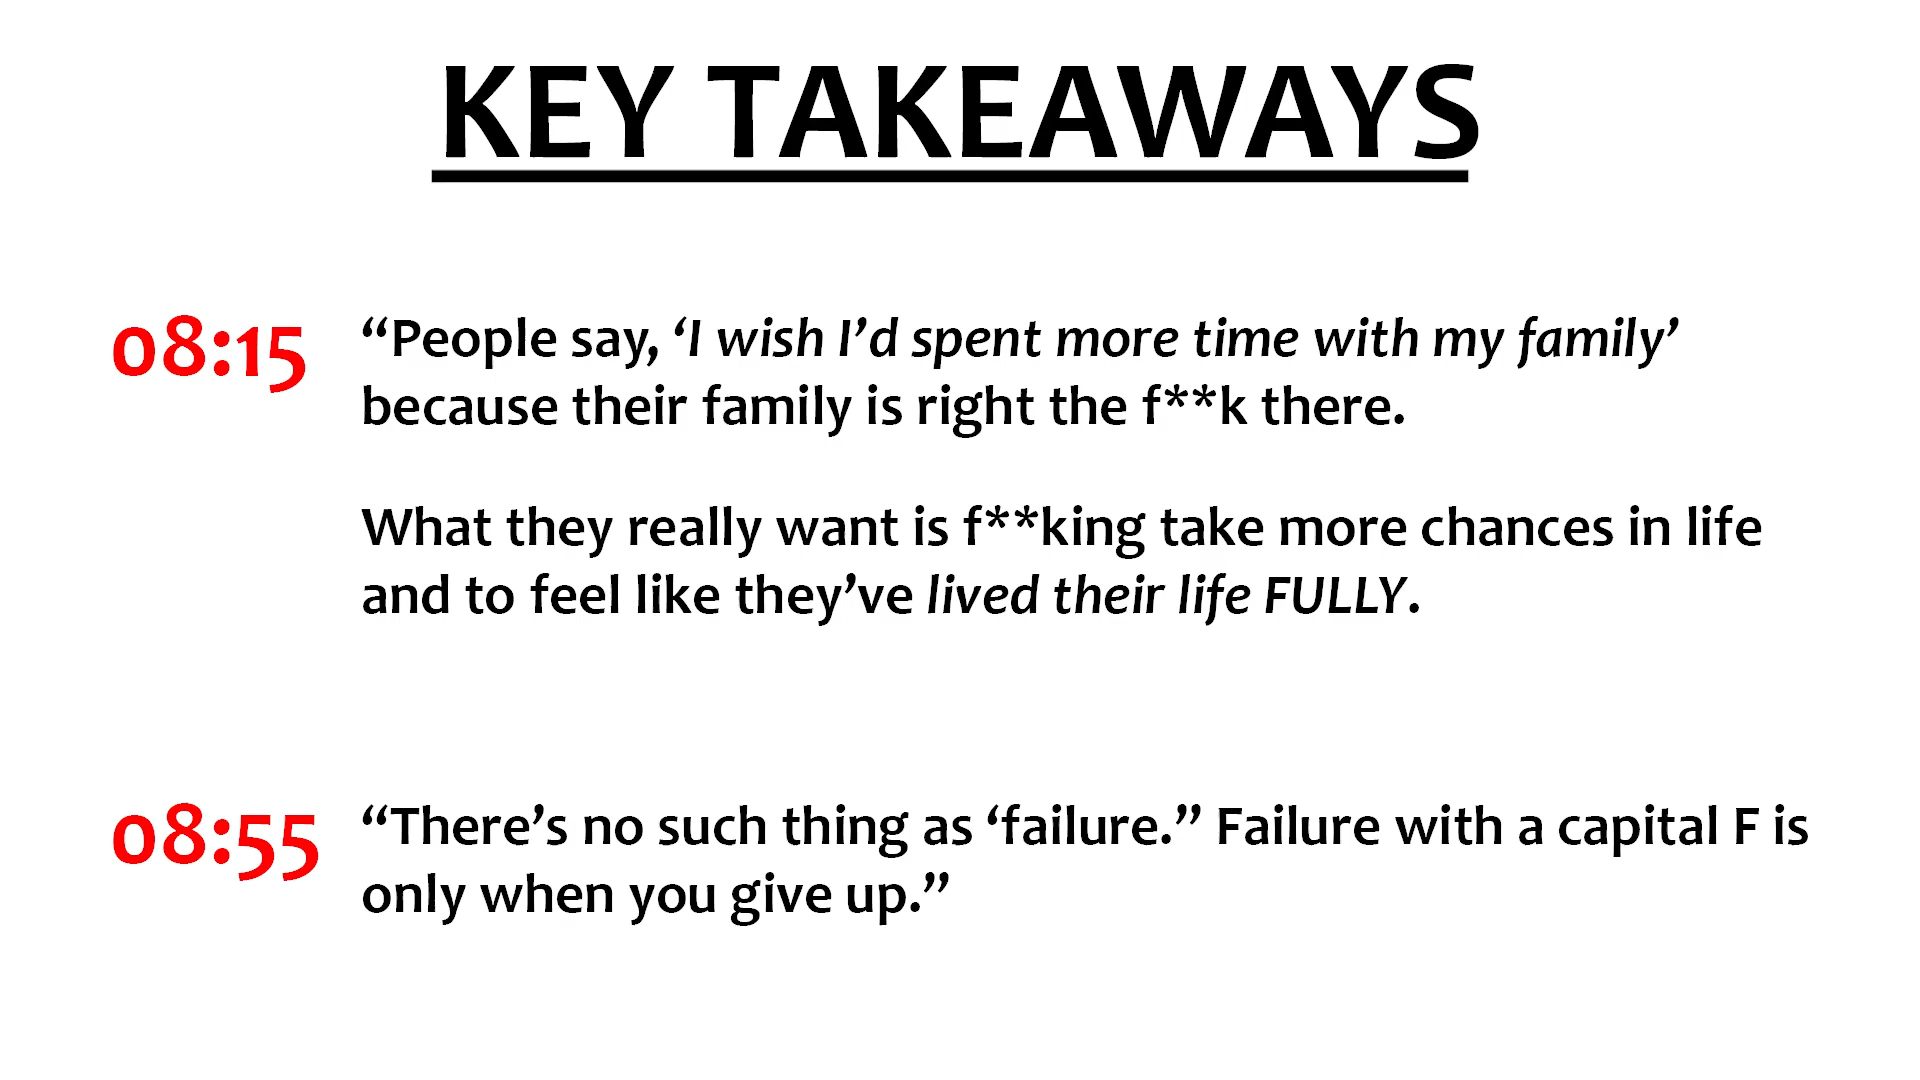 KEY TAKEAWAYS
08:15
“People say, ‘I wish I’d spent more time with my family’
because their family is right the f**k there.
What they really want is f**king take more chances in life
and to feel like they’ve lived their life FULLY.
08:55
“There’s no such thing as ‘failure.” Failure with a capital F is
only when you give up.”